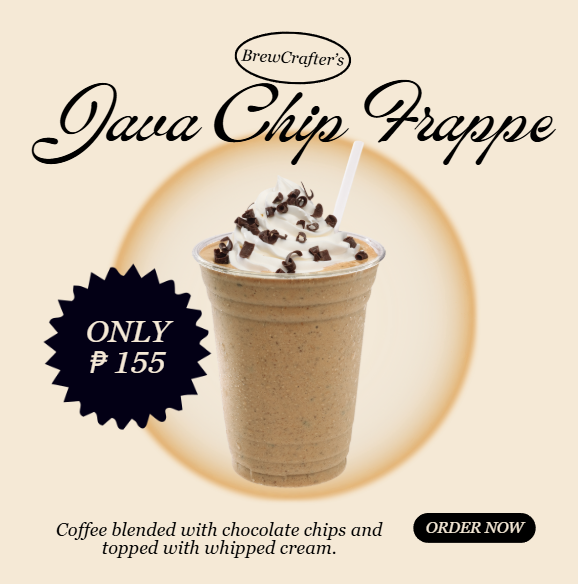 BrewCrafter's
Java Chip Frappe
ONLY
₱ 155
Coffee blended with chocolate chips and
topped with whipped cream.
ORDER NOW